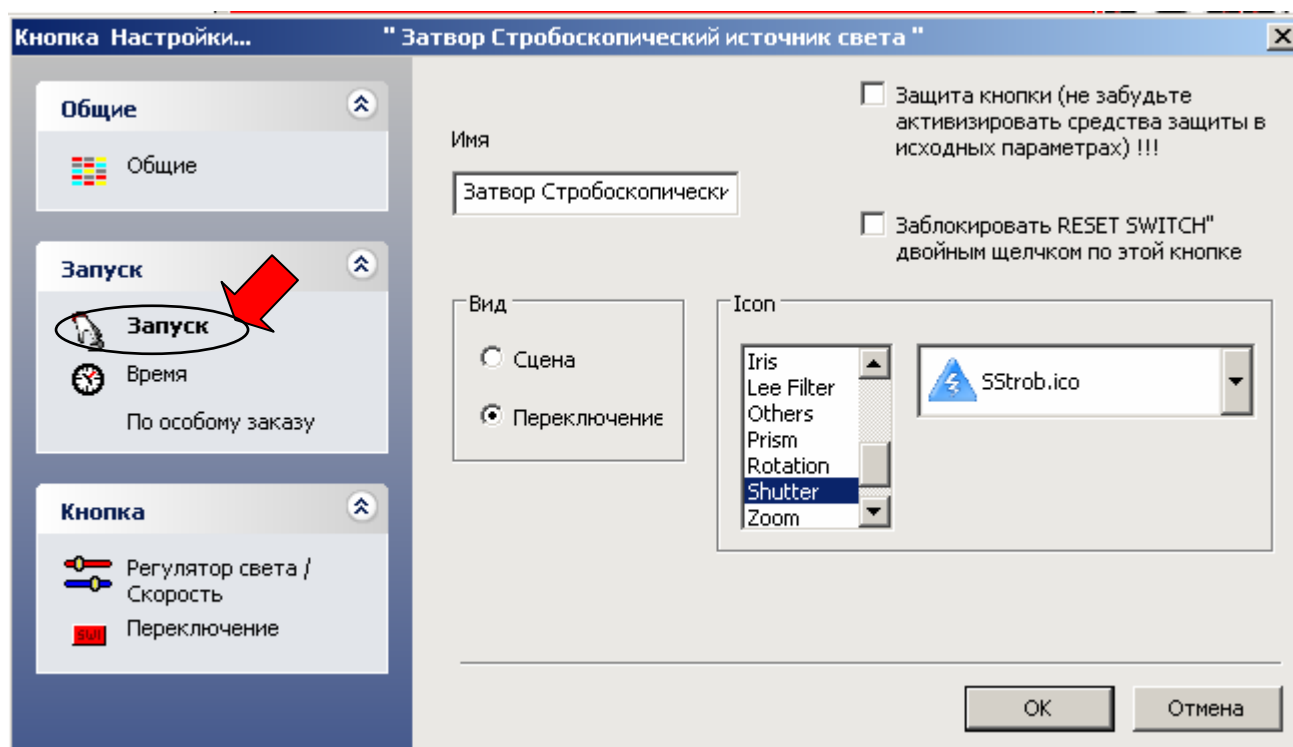 Кнопка Настройки... " Затвор Стробоскопический источник света "
Общие
Общие
Запуск
Запуск
Время
По особому заказу
Кнопка
Регулятор света /
Скорость
SWI
Переключение
Имя
Затвор Стробоскопически
Защита кнопки (не забудьте
активизировать средства защиты в
исходных параметрах) !!!
Заблокировать RESET SWITCH"
двойным щелчком по этой кнопке
Вид
Сцена
Переключение
Icon
Iris
Lee Filter
Others
Prism
Rotation
Shutter
Zoom
SStrob.ico
OK
Отмена